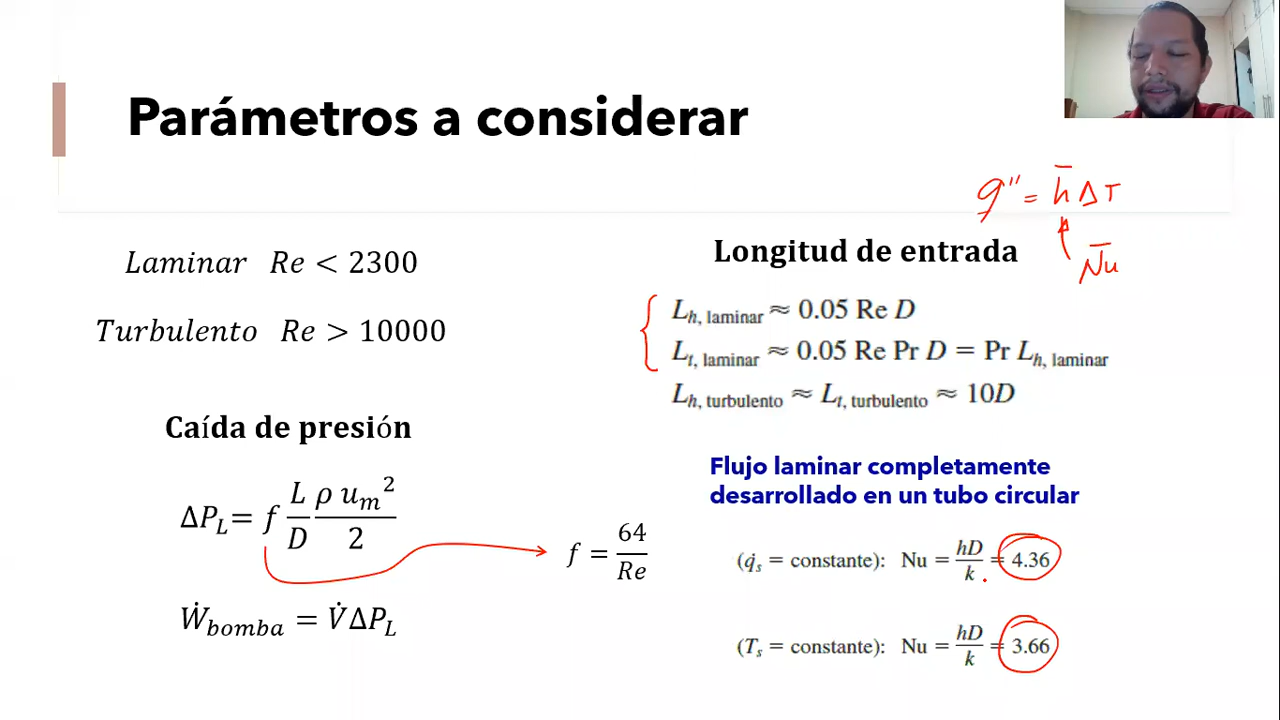 Parámetros a considerar
q'' = h̄ ΔT
N̄u
Laminar Re < 2300
Turbulento Re > 10000
Caída de presión
ΔP_L = f L/D ρ u_m²/2
f = 64/Re
Ẇ_bomba = V̇ΔP_L
Longitud de entrada
L_h, laminar ≈ 0.05 Re D
L_t, laminar ≈ 0.05 Re Pr D = Pr L_h, laminar
L_h, turbulento ≈ L_t, turbulento ≈ 10D
Flujo laminar completamente
desarrollado en un tubo circular
(q̇_s = constante): Nu = hD/k = 4.36
(T_s = constante): Nu = hD/k = 3.66